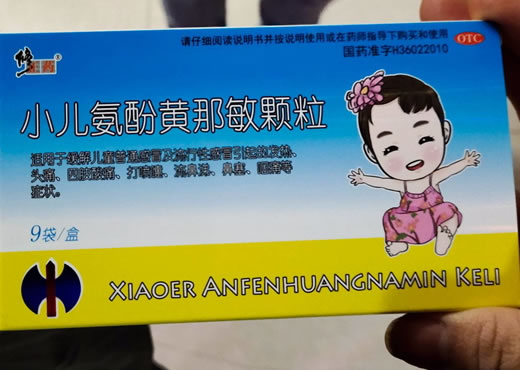 请仔细阅读说明书并按说明使用或在药师指导下购买和使用
OTC
国药准字H36022010
修正
小儿氨酚黄那敏颗粒
适用于缓解儿童普通感冒及流行性感冒引起的发热、
头痛、四肢酸痛、打喷嚏、流鼻涕、鼻塞、咽痛等
症状。
9袋/盒
XIAOER ANFENHUANGNAMIN KELI